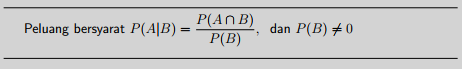 Peluang bersyarat P(A|B) = P(A ∩ B) / P(B), dan P(B) ≠ 0